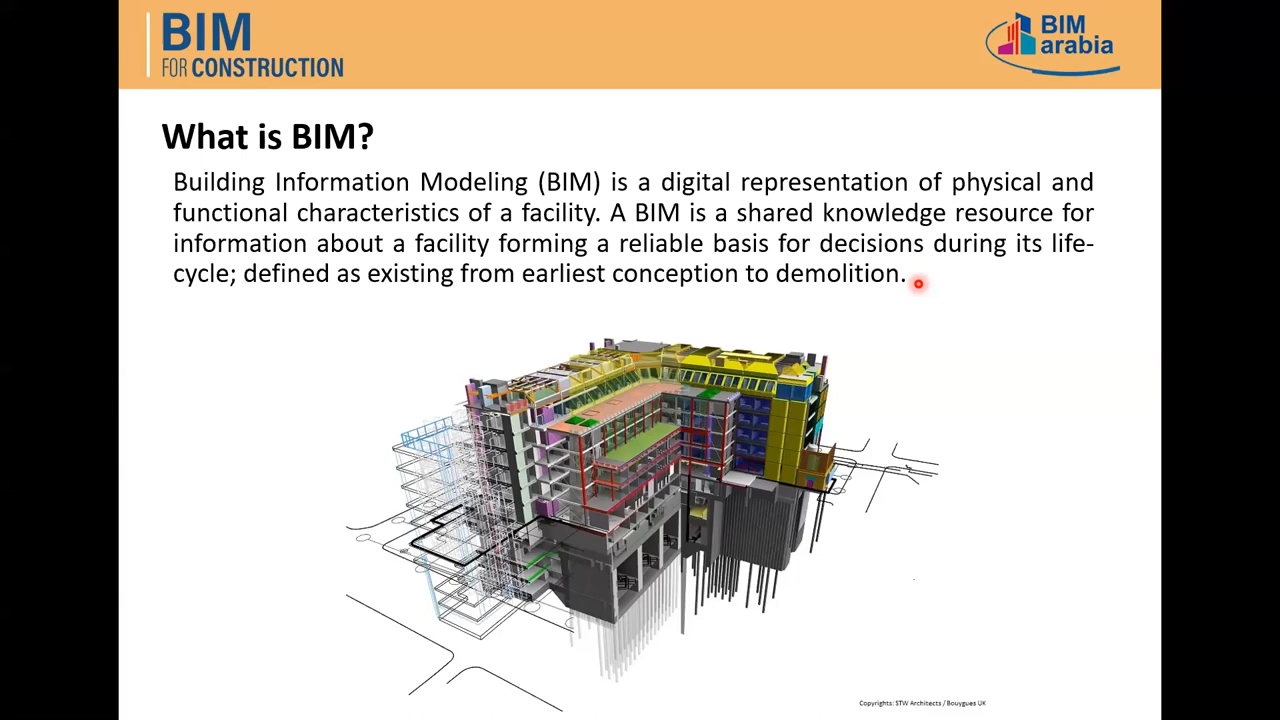 BIM
FOR CONSTRUCTION
BIM
arabia
What is BIM?
Building Information Modeling (BIM) is a digital representation of physical and
functional characteristics of a facility. A BIM is a shared knowledge resource for
information about a facility forming a reliable basis for decisions during its life-
cycle; defined as existing from earliest conception to demolition.
Copyrights: STW Architects / Bouygues UK